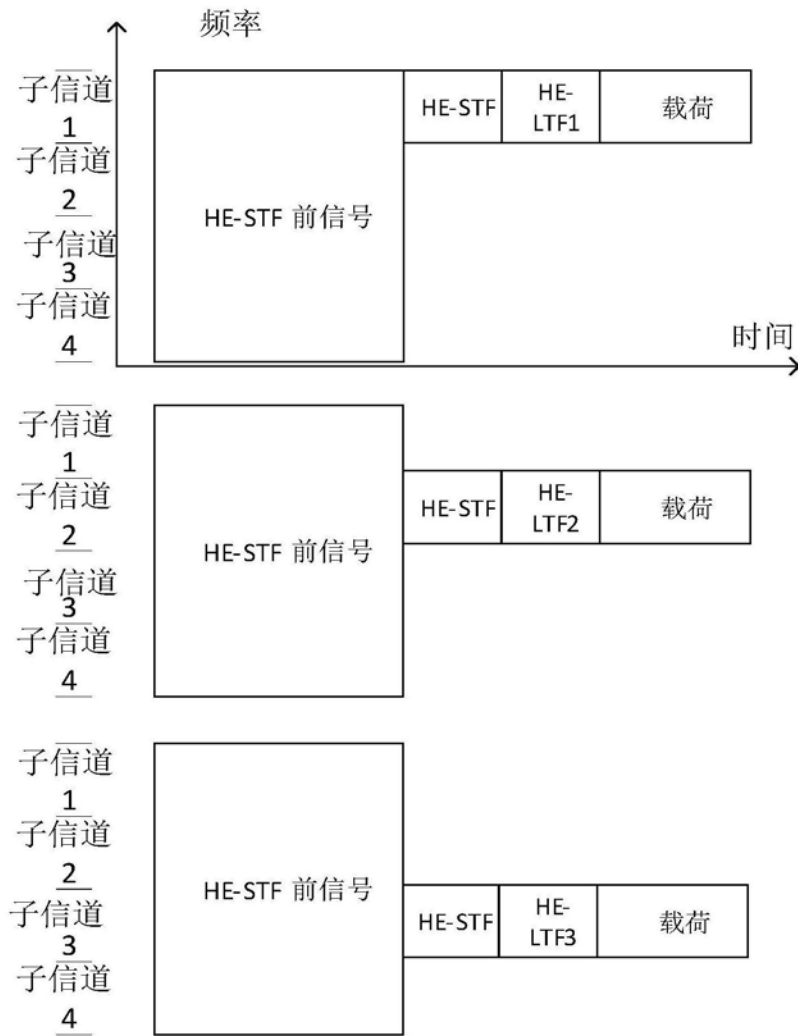 频率
子信道
1
子信道
2
子信道
3
子信道
4
HE-STF 前信号
HE-STF
HE-
LTF1
载荷
时间
子信道
1
子信道
2
子信道
3
子信道
4
HE-STF 前信号
HE-STF
HE-
LTF2
载荷
子信道
1
子信道
2
子信道
3
子信道
4
HE-STF 前信号
HE-STF
HE-
LTF3
载荷